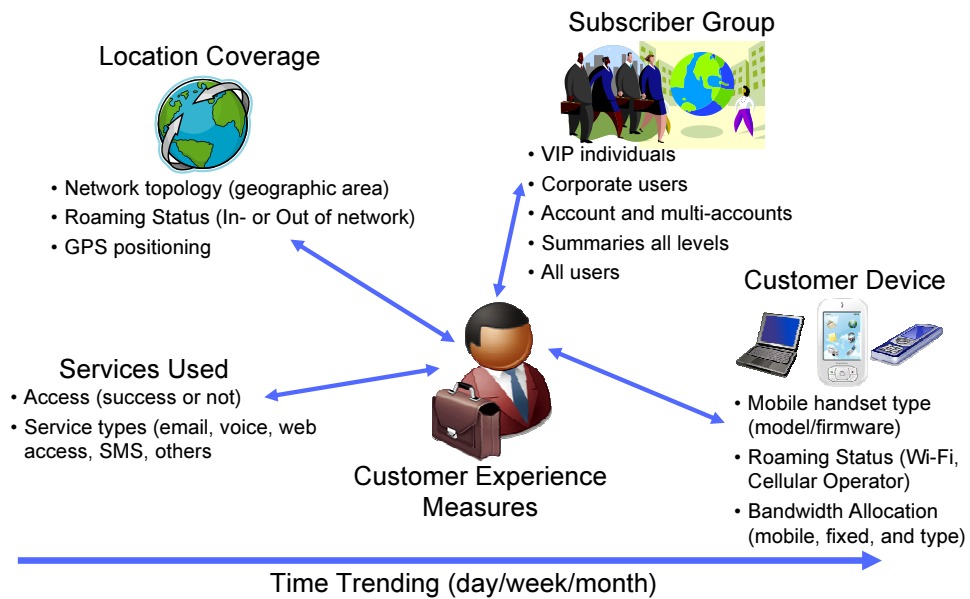 Location Coverage
• Network topology (geographic area)
• Roaming Status (In- or Out of network)
• GPS positioning
Subscriber Group
• VIP individuals
• Corporate users
• Account and multi-accounts
• Summaries all levels
• All users
Customer Device
• Mobile handset type
(model/firmware)
• Roaming Status (Wi-Fi,
Cellular Operator)
• Bandwidth Allocation
(mobile, fixed, and type)
Services Used
• Access (success or not)
• Service types (email, voice, web
access, SMS, others
Customer Experience
Measures
Time Trending (day/week/month)